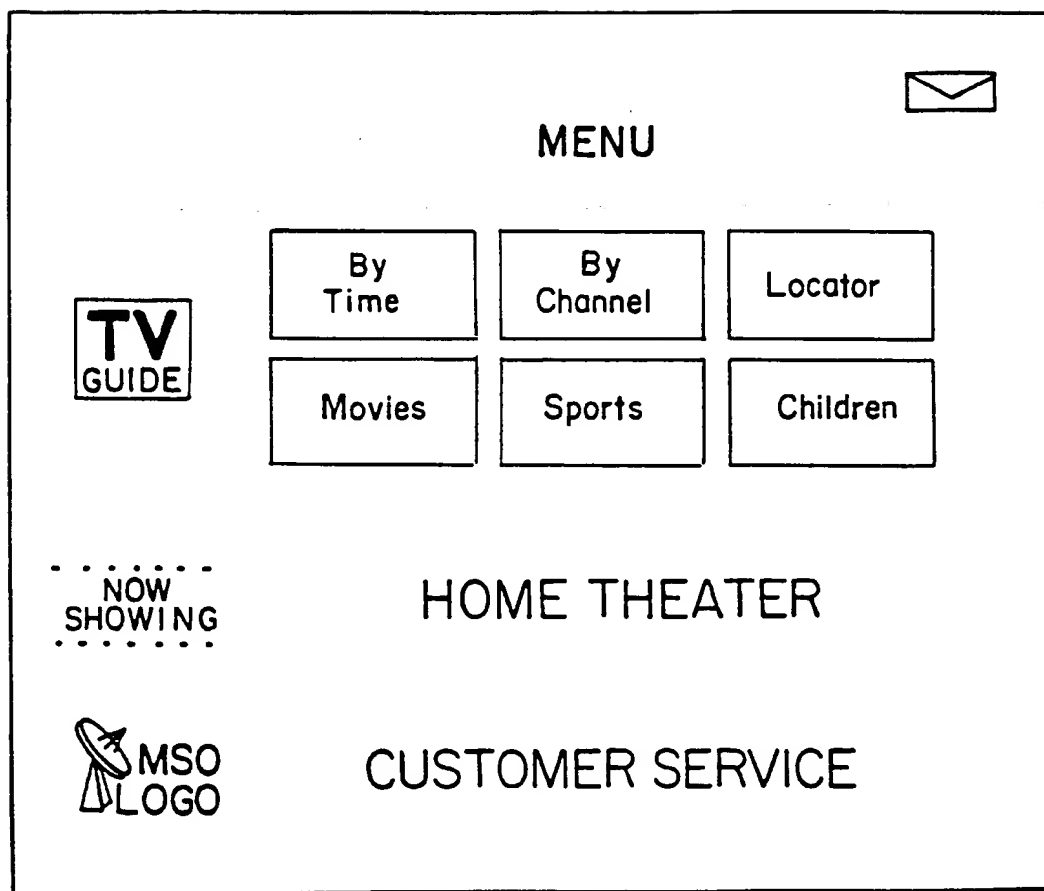 MENU
By
Time
By
Channel
Locator
TV
GUIDE
Movies
Sports
Children
NOW
SHOWING
HOME THEATER
MSO
LOGO
CUSTOMER SERVICE